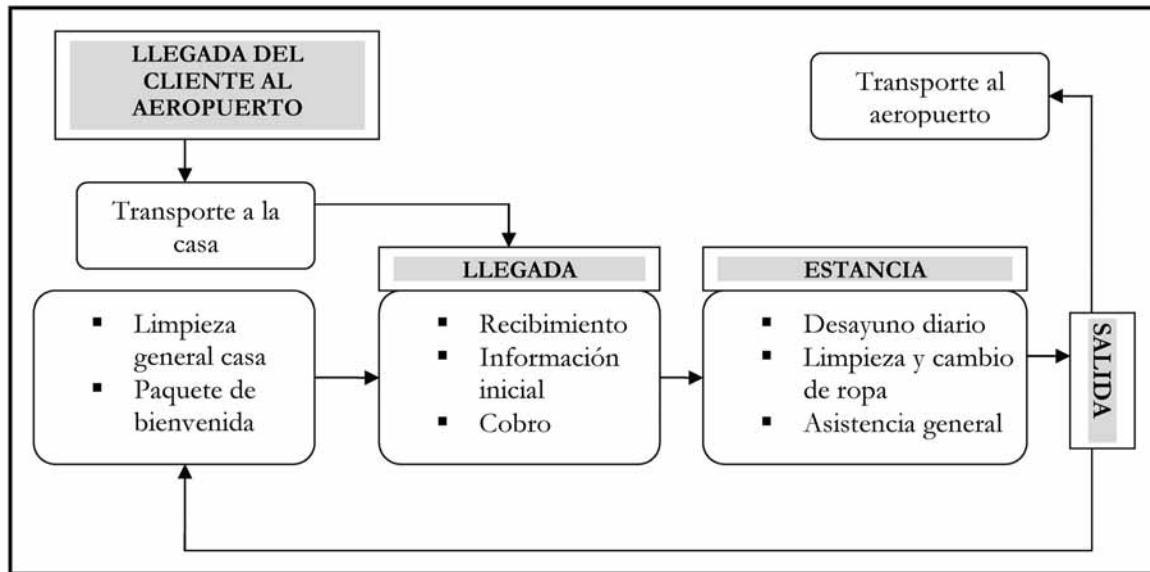 LLEGADA DEL
CLIENTE AL
AEROPUERTO
Transporte al
aeropuerto
Transporte a la
casa
LLEGADA
ESTANCIA
▪ Limpieza
general casa
▪ Paquete de
bienvenida
▪ Recibimiento
▪ Información
inicial
▪ Cobro
▪ Desayuno diario
▪ Limpieza y cambio
de ropa
▪ Asistencia general
SALIDA